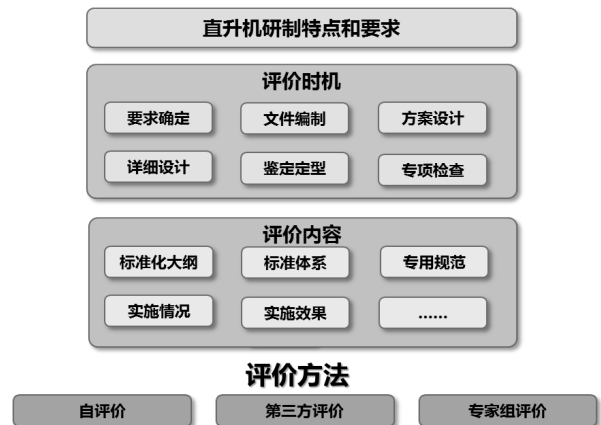 直升机研制特点和要求
评价时机
要求确定 文件编制 方案设计
详细设计 鉴定定型 专项检查
评价内容
标准化大纲 标准体系 专用规范
实施情况 实施效果 ......
评价方法
自评价 第三方评价 专家组评价